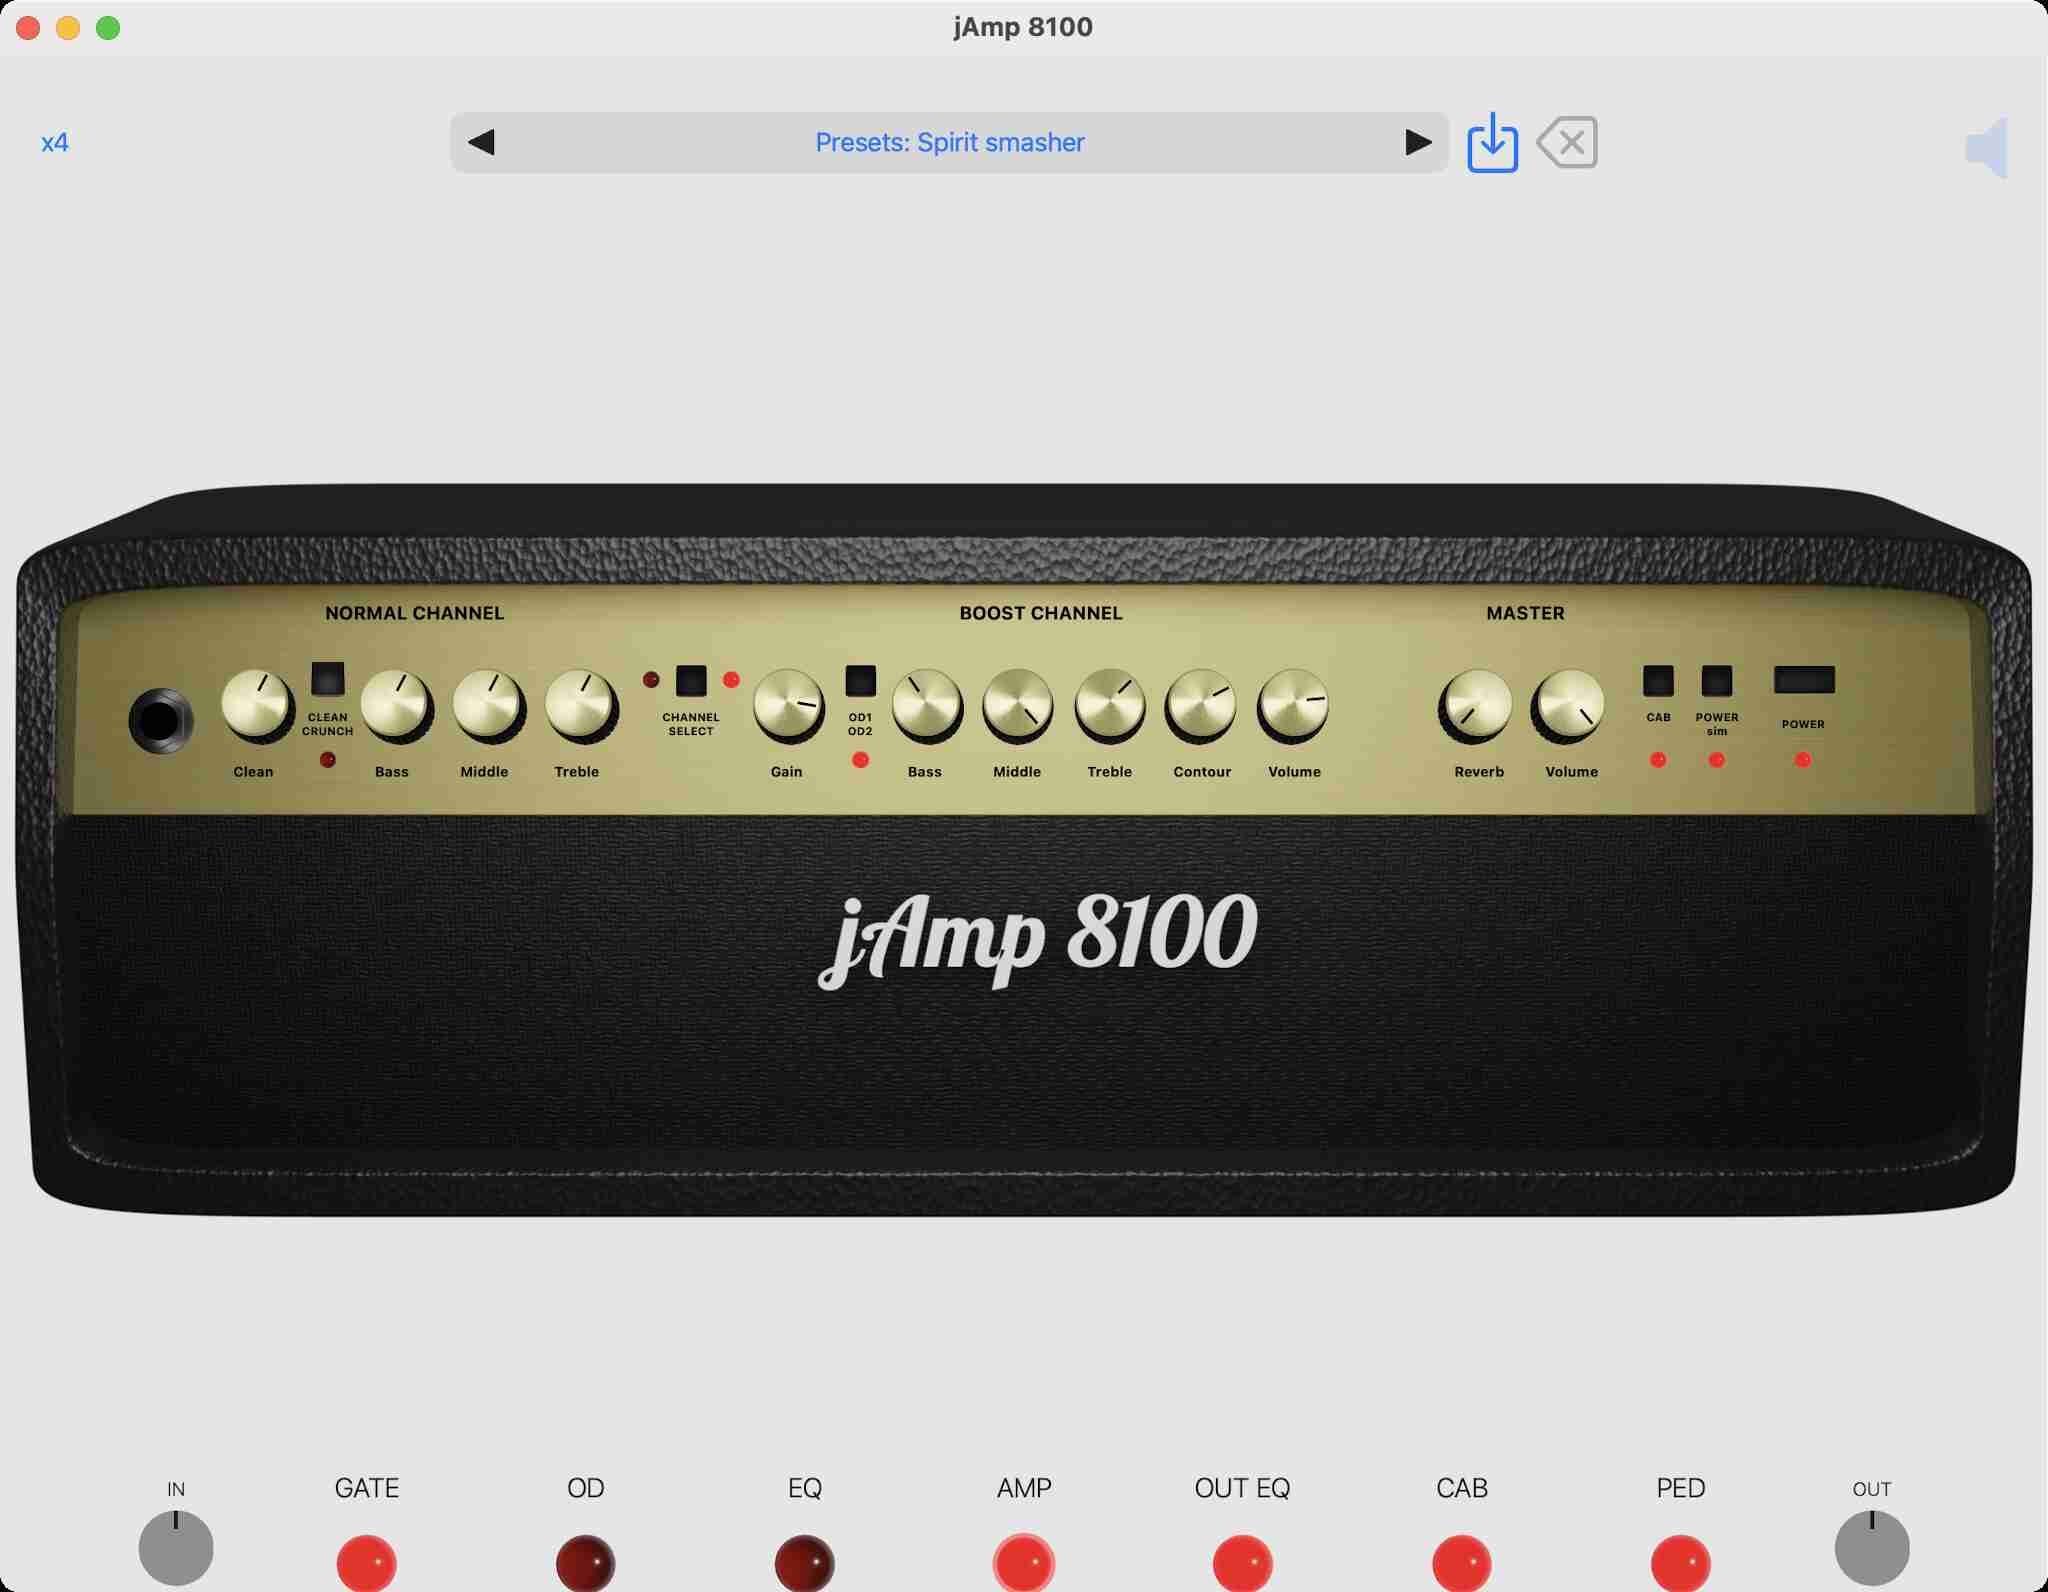 jAmp 8100
x4
Presets: Spirit smasher
NORMAL CHANNEL
BOOST CHANNEL
MASTER
CLEAN
CRUNCH
CHANNEL
SELECT
OD1
OD2
CAB
POWER
sim
POWER
Clean
Bass
Middle
Treble
Gain
Bass
Middle
Treble
Contour
Volume
Reverb
Volume
jAmp 8100
IN
GATE
OD
EQ
AMP
OUT EQ
CAB
PED
OUT